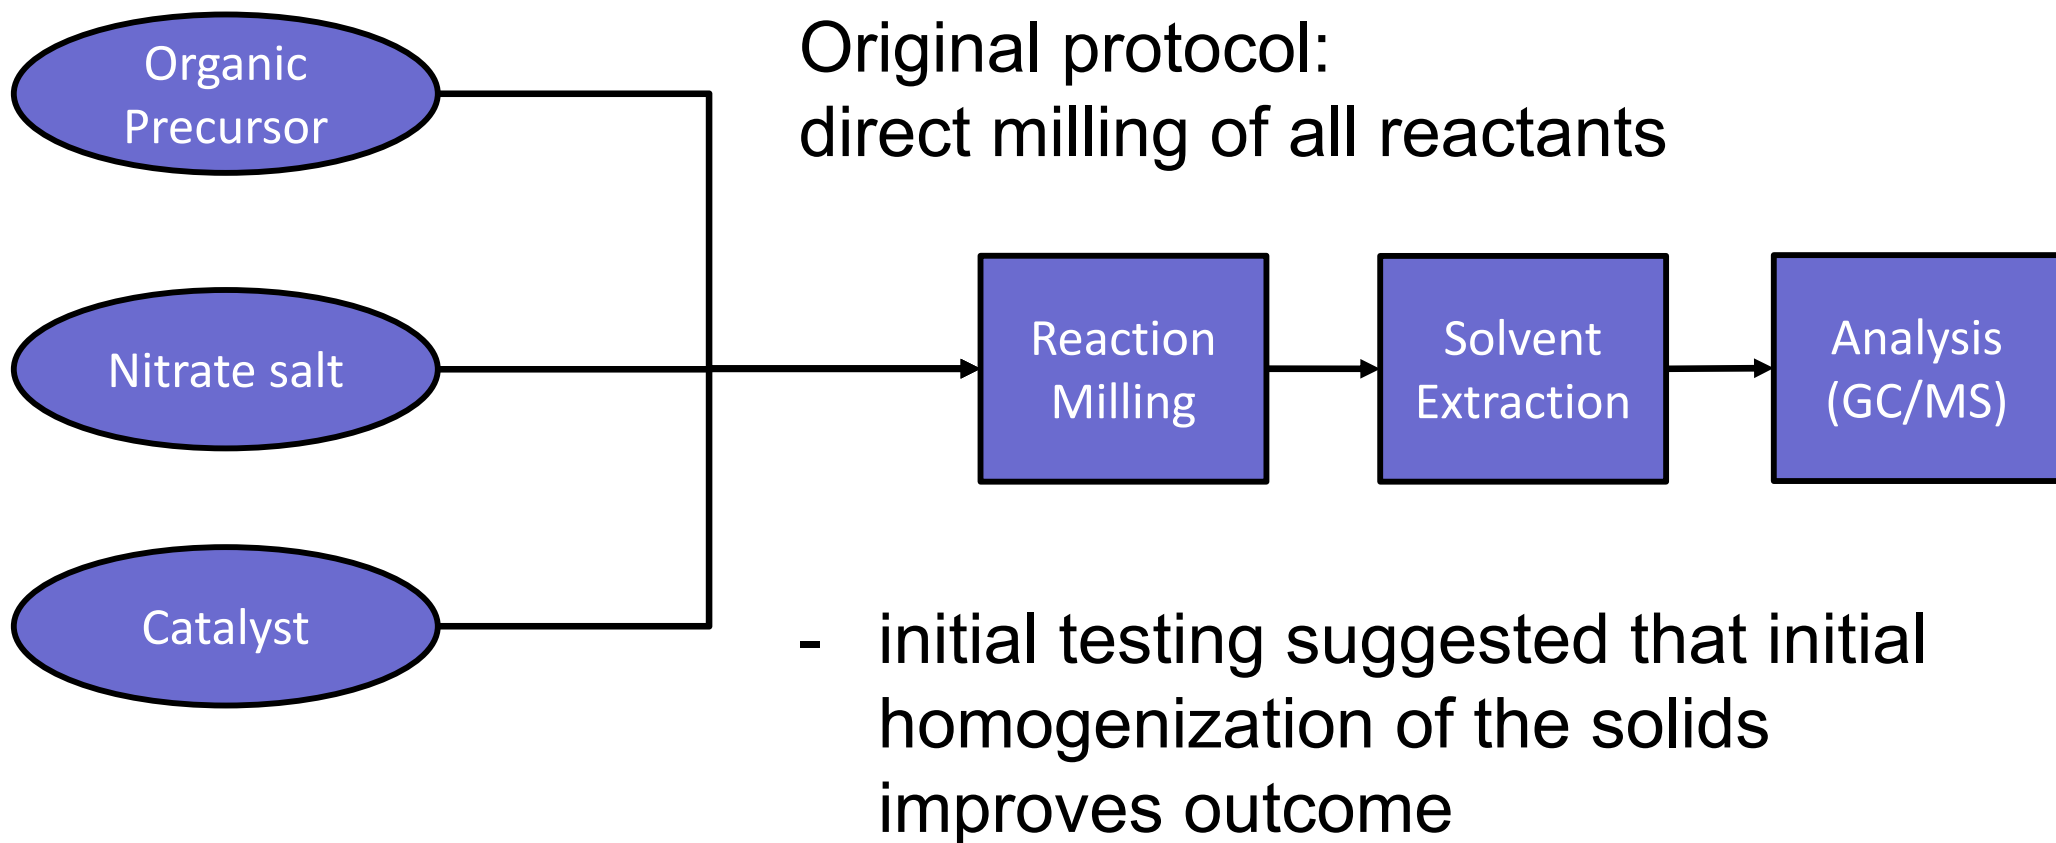 Organic
Precursor
Original protocol:
direct milling of all reactants
Nitrate salt
Reaction
Milling
Solvent
Extraction
Analysis
(GC/MS)
Catalyst
- initial testing suggested that initial
homogenization of the solids
improves outcome